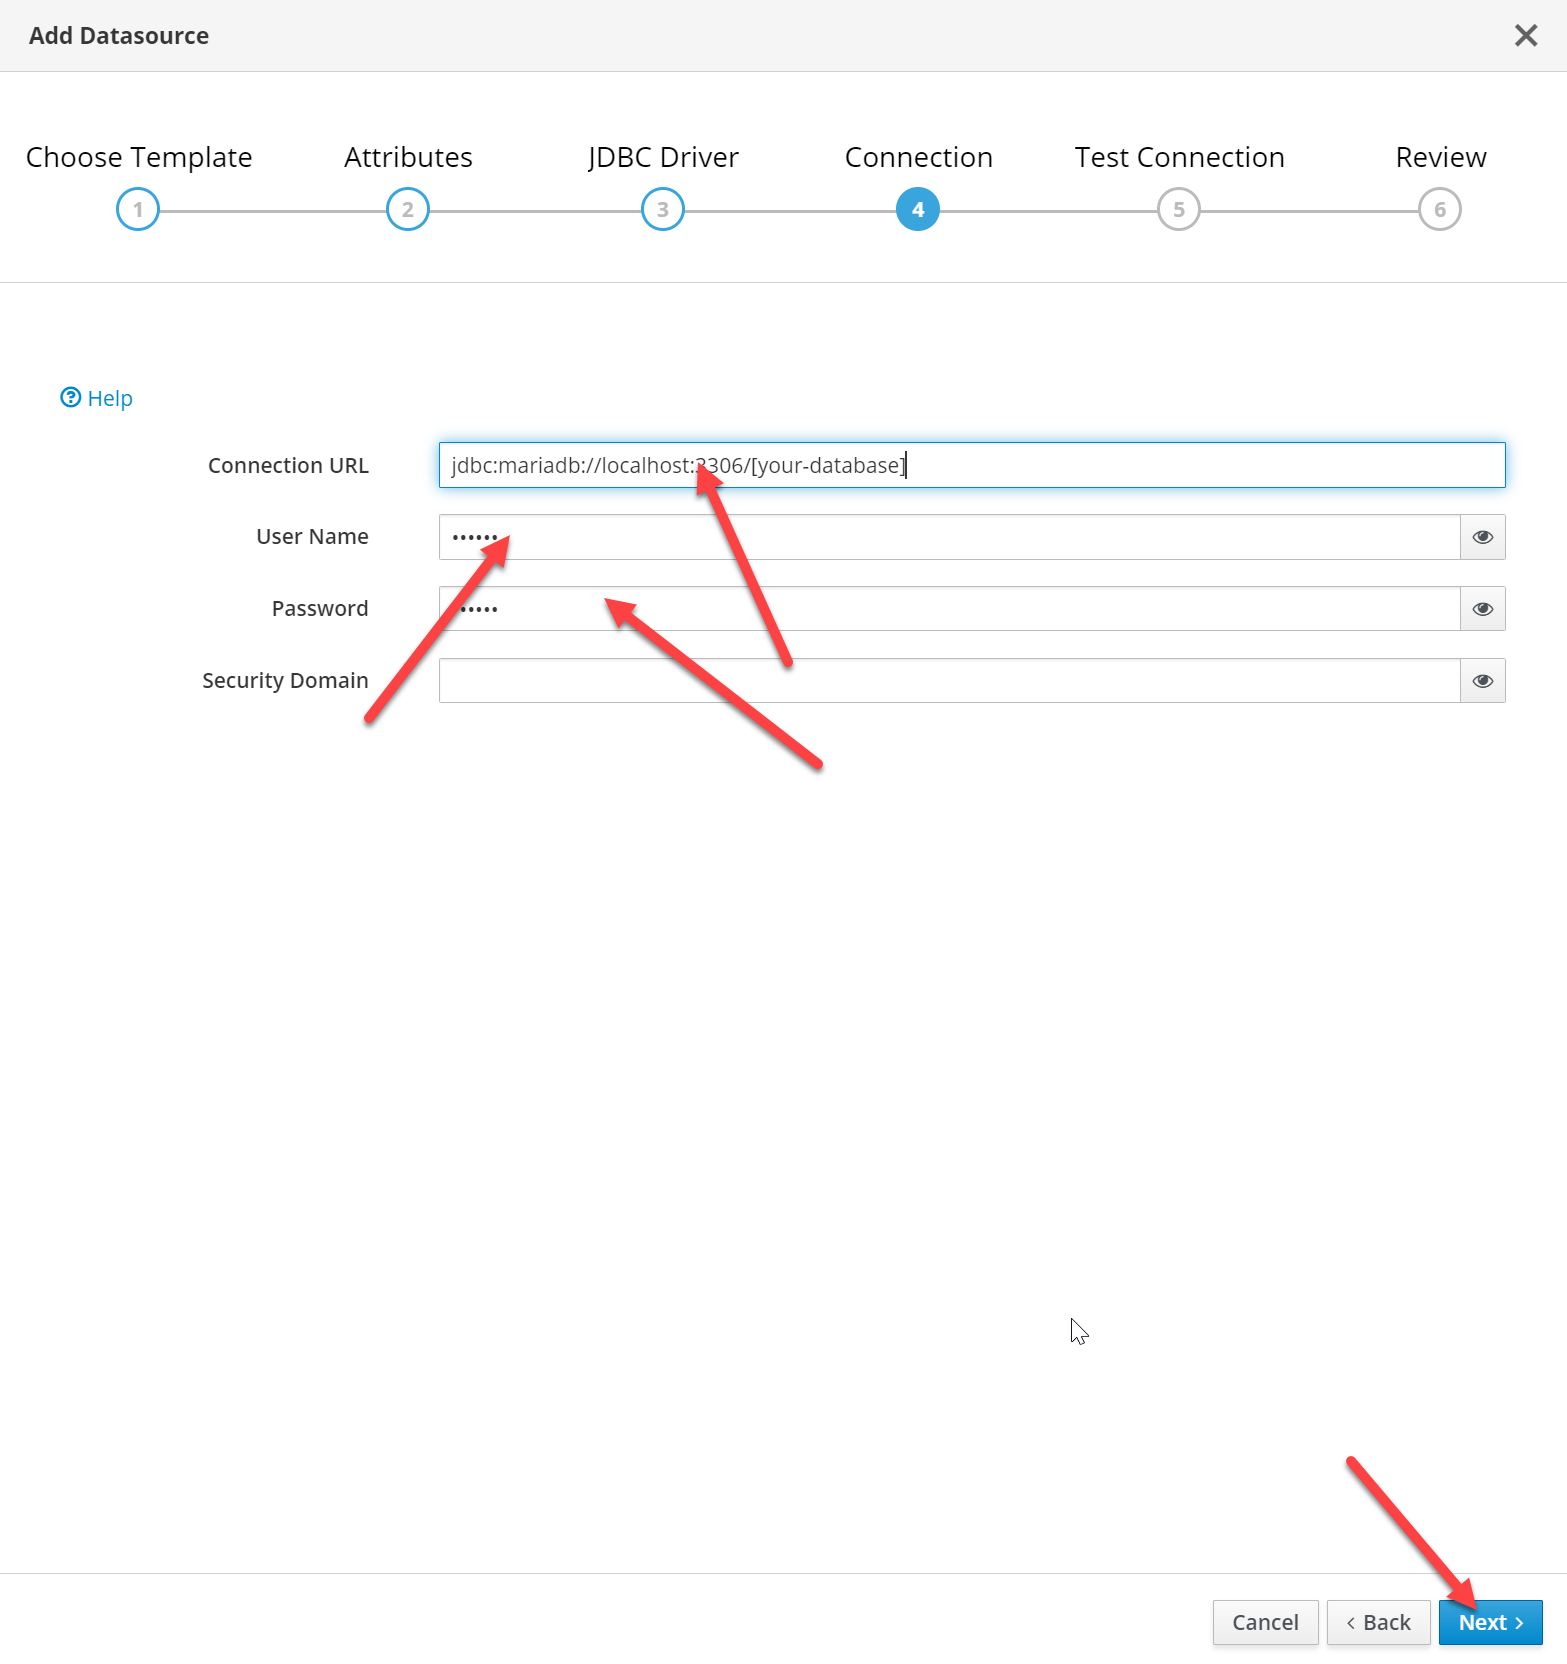 Add Datasource
Choose Template Attributes JDBC Driver Connection Test Connection Review
1 2 3 4 5 6
Help
Connection URL jdbc:mariadb://localhost:3306/[your-database]
User Name ••••••
Password •••••
Security Domain
Cancel Back Next